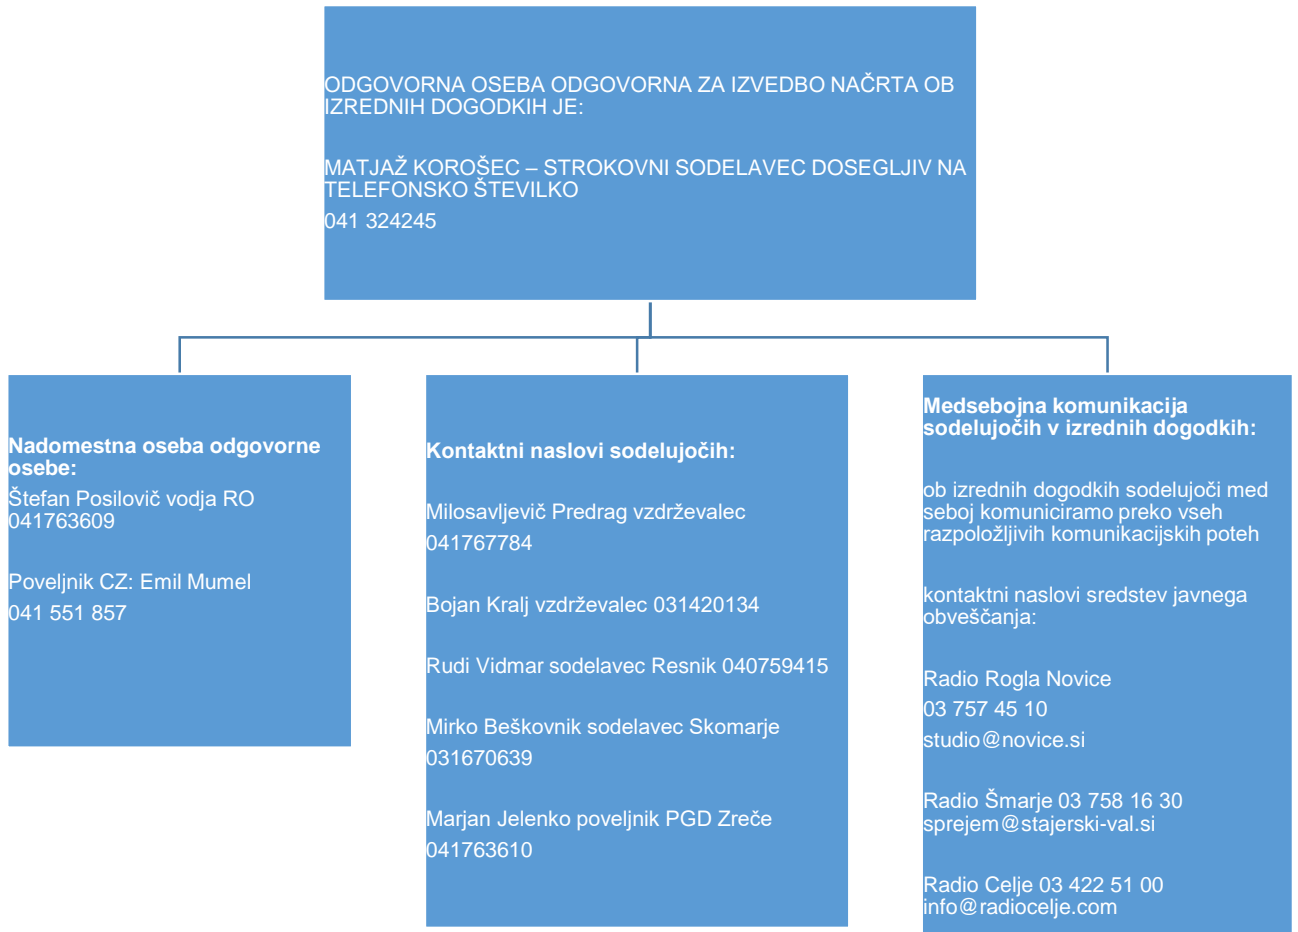 ODGOVORNA OSEBA ODGOVORNA ZA IZVEDBO NAČRTA OB
IZREDNIH DOGODKIH JE:
MATJAŽ KOROŠEC – STROKOVNI SODELAVEC DOSEGLJIV NA
TELEFONSKO ŠTEVILKO
041 324245
Nadomestna oseba odgovorne
osebe:
Štefan Posilovič vodja RO
041763609
Poveljnik CZ: Emil Mumel
041 551 857
Kontaktni naslovi sodelujočih:
Milosavljevič Predrag vzdrževalec
041767784
Bojan Kralj vzdrževalec 031420134
Rudi Vidmar sodelavec Resnik 040759415
Mirko Beškovnik sodelavec Skomarje
031670639
Marjan Jelenko poveljnik PGD Zreče
041763610
Medsebojna komunikacija
sodelujočih v izrednih dogodkih:
ob izrednih dogodkih sodelujoči med
seboj komuniciramo preko vseh
razpoložljivih komunikacijskih poteh
kontaktni naslovi sredstev javnega
obveščanja:
Radio Rogla Novice
03 757 45 10
studio@novice.si
Radio Šmarje 03 758 16 30
sprejem@stajerski-val.si
Radio Celje 03 422 51 00
info@radiocelje.com